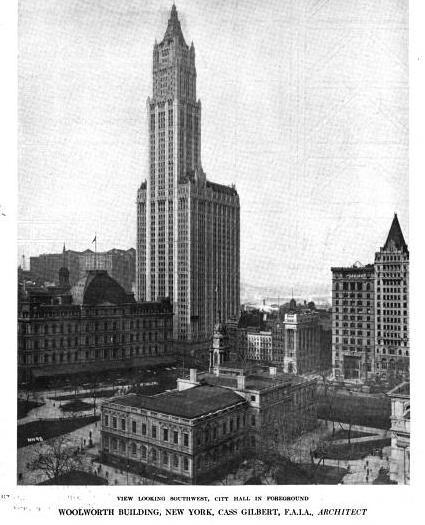 VIEW LOOKING SOUTHWEST, CITY HALL IN FOREGROUND
WOOLWORTH BUILDING, NEW YORK, CASS GILBERT, F.A.I.A., ARCHITECT